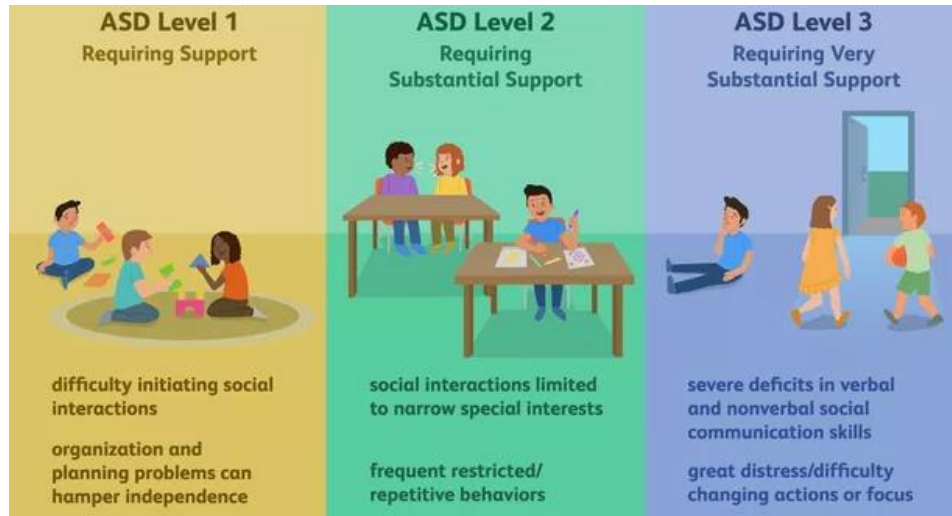 ASD Level 1
Requiring Support
difficulty initiating social
interactions
organization and
planning problems can
hamper independence
ASD Level 2
Requiring
Substantial Support
social interactions limited
to narrow special interests
frequent restricted/
repetitive behaviors
ASD Level 3
Requiring Very
Substantial Support
severe deficits in verbal
and nonverbal social
communication skills
great distress/difficulty
changing actions or focus